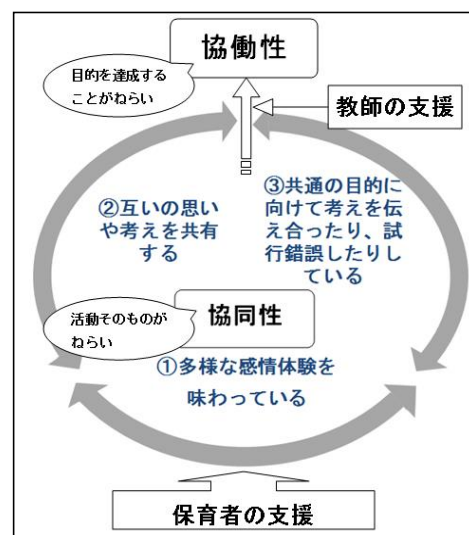 協働性
目的を達成する
ことがねらい
教師の支援
②互いの思い
や考えを共有
する
③共通の目的に
向けて考えを伝
え合ったり、試
行錯誤したりし
ている
活動そのものが
ねらい
協同性
①多様な感情体験を
味わっている
保育者の支援